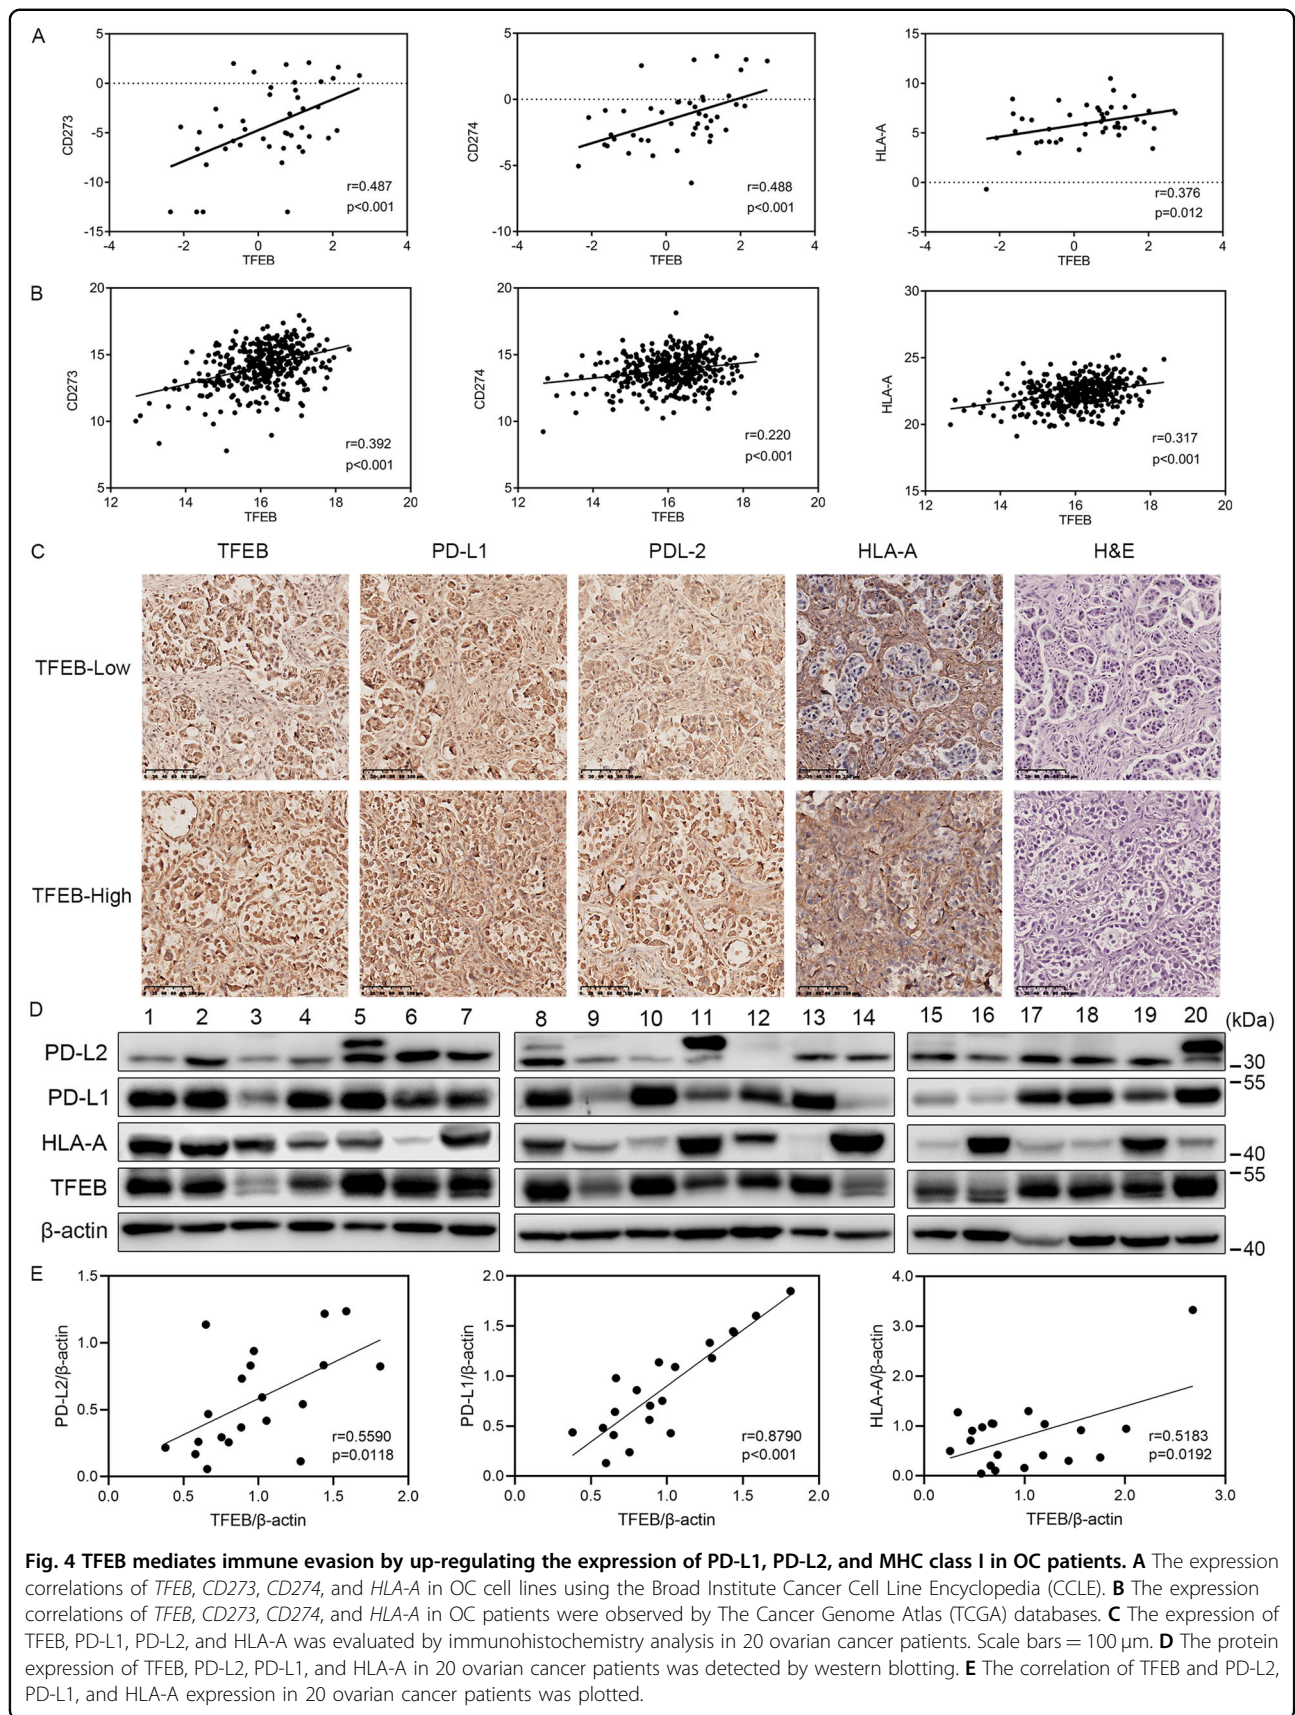 A
5
0
-5
-10
-15
CD273
-4 -2 0 2 4
TFEB
r=0.487
p<0.001
5
0
-5
-10
CD274
-4 -2 0 2 4
TFEB
r=0.488
p<0.001
15
10
5
0
-5
HLA-A
-4 -2 0 2 4
TFEB
r=0.376
p=0.012
B
20
15
10
5
CD273
12 14 16 18 20
TFEB
r=0.392
p<0.001
20
15
10
5
CD274
12 14 16 18 20
TFEB
r=0.220
p<0.001
30
25
20
15
HLA-A
12 14 16 18 20
TFEB
r=0.317
p<0.001
C TFEB PD-L1 PDL-2 HLA-A H&E
TFEB-Low
TFEB-High
D 1 2 3 4 5 6 7 8 9 10 11 12 13 14 15 16 17 18 19 20 (kDa)
PD-L2 30
PD-L1 55
HLA-A 40
TFEB 55
β-actin 40
E
1.5
1.0
0.5
0.0
PD-L2/β-actin
0.0 0.5 1.0 1.5 2.0
TFEB/β-actin
r=0.5590
p=0.0118
2.0
1.5
1.0
0.5
0.0
PD-L1/β-actin
0.0 0.5 1.0 1.5 2.0
TFEB/β-actin
r=0.8790
p<0.001
4.0
3.0
2.0
1.0
0.0
HLA-A/β-actin
0.0 1.0 2.0 3.0
TFEB/β-actin
r=0.5183
p=0.0192
Fig. 4 TFEB mediates immune evasion by up-regulating the expression of PD-L1, PD-L2, and MHC class I in OC patients. A The expression
correlations of TFEB, CD273, CD274, and HLA-A in OC cell lines using the Broad Institute Cancer Cell Line Encyclopedia (CCLE). B The expression
correlations of TFEB, CD273, CD274, and HLA-A in OC patients were observed by The Cancer Genome Atlas (TCGA) databases. C The expression of
TFEB, PD-L1, PD-L2, and HLA-A was evaluated by immunohistochemistry analysis in 20 ovarian cancer patients. Scale bars = 100 μm. D The protein
expression of TFEB, PD-L2, PD-L1, and HLA-A in 20 ovarian cancer patients was detected by western blotting. E The correlation of TFEB and PD-L2,
PD-L1, and HLA-A expression in 20 ovarian cancer patients was plotted.